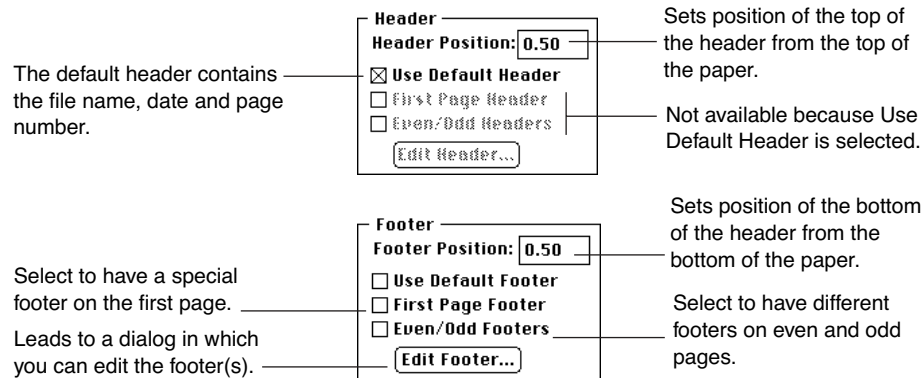 Header
Header Position: 0.50
Use Default Header
First Page Header
Even/Odd Headers
Edit Header...
The default header contains
the file name, date and page
number.
Sets position of the top of
the header from the top of
the paper.
Not available because Use
Default Header is selected.
Footer
Footer Position: 0.50
Use Default Footer
First Page Footer
Even/Odd Footers
Edit Footer...
Select to have a special
footer on the first page.
Leads to a dialog in which
you can edit the footer(s).
Sets position of the bottom
of the header from the
bottom of the paper.
Select to have different
footers on even and odd
pages.